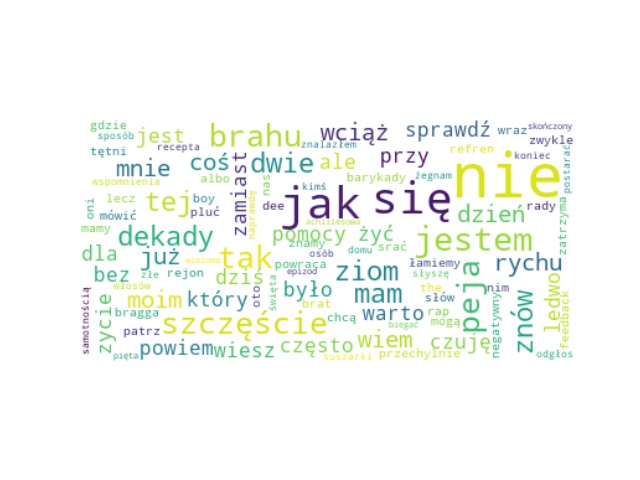 gdzie brahu wciąż sprawdź wraz skończony
sposób jest znalazłem zwykle
tętni recepta coś dwie ale przy refren koniec
mnie albo zamiast nas barykady żegnam nie postarać
wspomnienia kimś
oni lecz tej boy dee jak się rady
mówić pluć naprawdę achillesowa dzień zatrzyma
mamy dekady pomocy żyć jestem
dla już tak znamy osób srać łamiemy rychu
bez złe minioma rejon dziś powraca epizod ziom domu słyszę peja
włosów oto święta było mam the nim
życie moim który brat chcą warto słów znów ledwo
samotnością bragga szczęście rap negatywny feedback
patrz biegać mogą
pięta powiem wiesz często wiem czuję
suszarki przechylnie odgłos